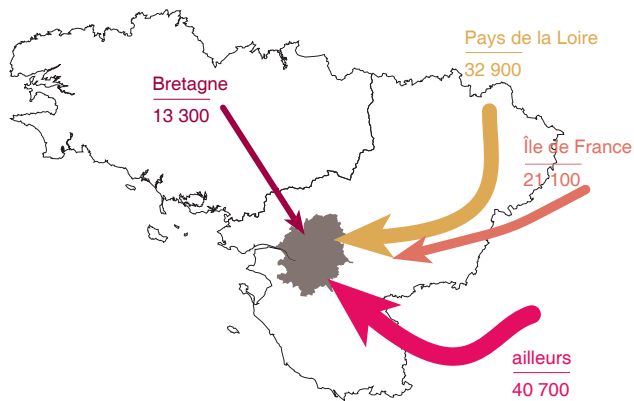 Pays de la Loire
32 900
Bretagne
13 300
Île de France
21 100
ailleurs
40 700